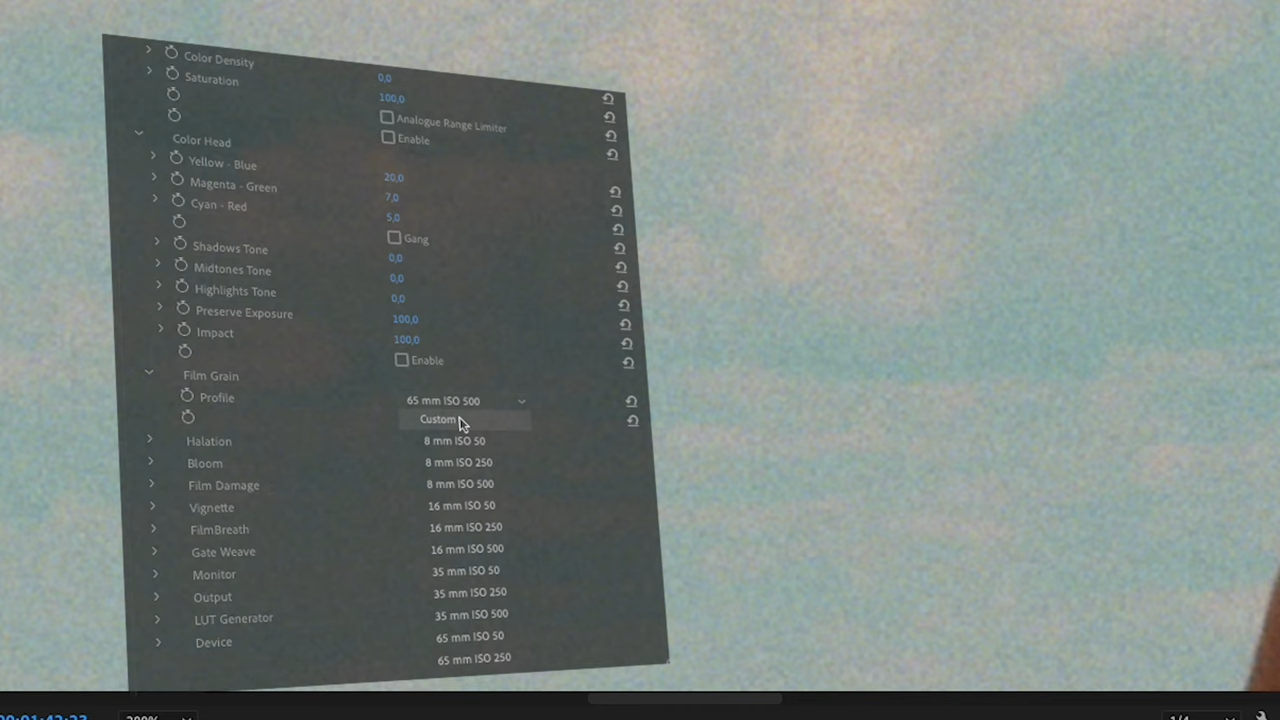 Color Density 0,0
Saturation 100,0
Analogue Range Limiter
Enable
Color Head
Yellow - Blue 20,0
Magenta - Green 7,0
Cyan - Red 5,0
Gang
Shadows Tone 0,0
Midtones Tone 0,0
Highlights Tone 0,0
Preserve Exposure 100,0
Impact 100,0
Enable
Film Grain
Profile 65 mm ISO 500
Custom
Halation 8 mm ISO 50
Bloom 8 mm ISO 250
Film Damage 8 mm ISO 500
Vignette 16 mm ISO 50
FilmBreath 16 mm ISO 250
Gate Weave 16 mm ISO 500
Monitor 35 mm ISO 50
Output 35 mm ISO 250
LUT Generator 35 mm ISO 500
Device 65 mm ISO 50
65 mm ISO 250